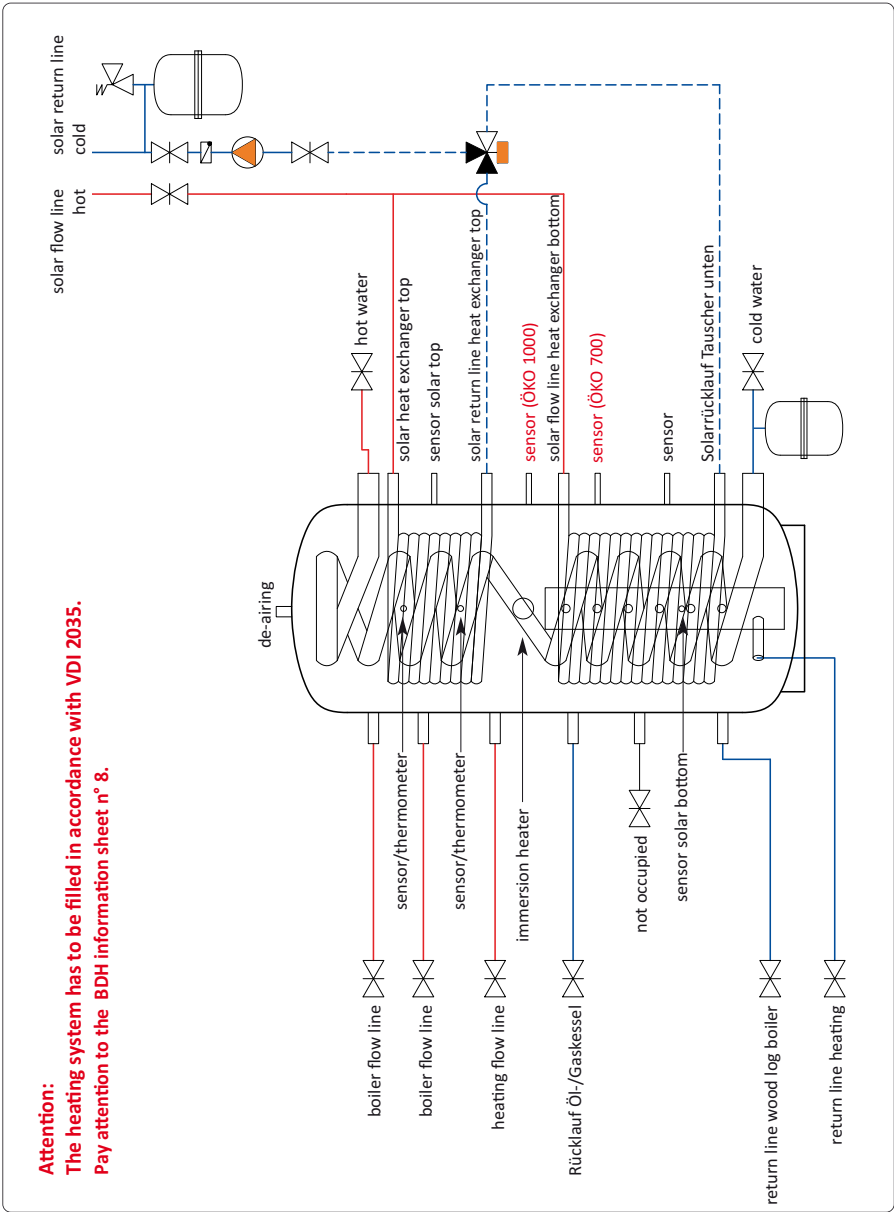 Attention:
The heating system has to be filled in accordance with VDI 2035.
Pay attention to the BDH information sheet n° 8.
de-airing
solar flow line
hot
solar return line
cold
hot water
solar heat exchanger top
sensor solar top
solar return line heat exchanger top
sensor (ÖKO 1000)
solar flow line heat exchanger bottom
sensor (ÖKO 700)
sensor
Solarrücklauf Tauscher unten
cold water
boiler flow line
sensor/thermometer
boiler flow line
sensor/thermometer
heating flow line
immersion heater
Rücklauf Öl-/Gaskessel
not occupied
sensor solar bottom
return line wood log boiler
return line heating